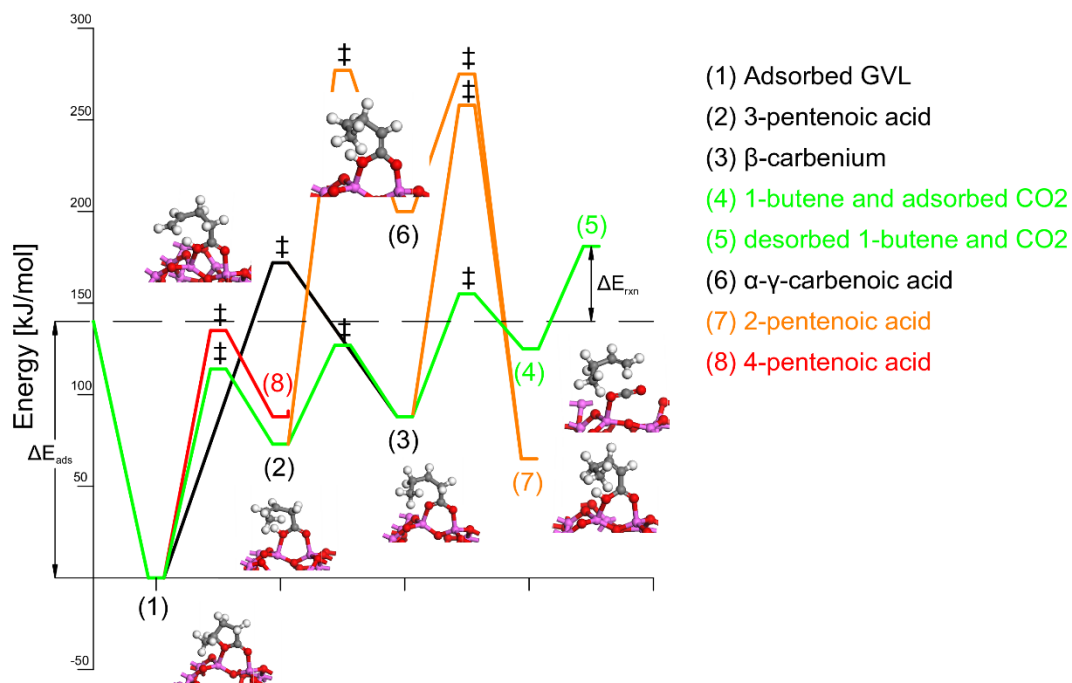 300
250
200
150
100
50
-50
Energy [kJ/mol]
ΔEads
ΔErxn
‡
‡
‡
‡
‡
‡
‡
‡
(1)
(2)
(3)
(4)
(5)
(6)
(7)
(8)
(1) Adsorbed GVL
(2) 3-pentenoic acid
(3) β-carbenium
(4) 1-butene and adsorbed CO2
(5) desorbed 1-butene and CO2
(6) α-γ-carbenoic acid
(7) 2-pentenoic acid
(8) 4-pentenoic acid